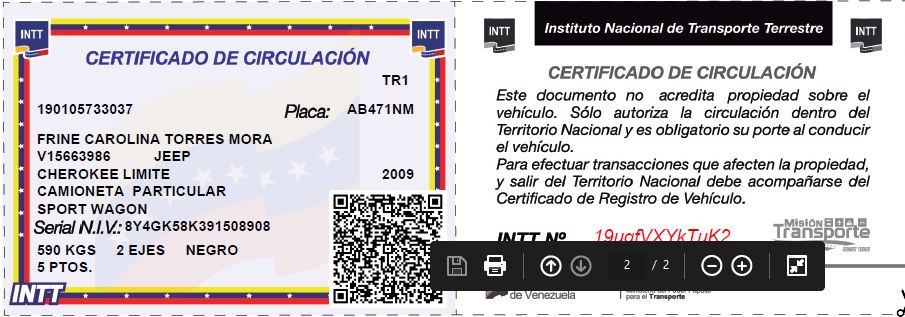 INTT
INTT
CERTIFICADO DE CIRCULACIÓN
TR1
190105733037 Placa: AB471NM
FRINE CAROLINA TORRES MORA
V15663986 JEEP
CHEROKEE LIMITE 2009
CAMIONETA PARTICULAR
SPORT WAGON
Serial N.I.V.: 8Y4GK58K391508908
590 KGS 2 EJES NEGRO
5 PTOS.
INTT
INTT
Instituto Nacional de Transporte Terrestre
INTT
CERTIFICADO DE CIRCULACIÓN
Este documento no acredita propiedad sobre el
vehículo. Sólo autoriza la circulación dentro del
Territorio Nacional y es obligatorio su porte al conducir
el vehículo.
Para efectuar transacciones que afecten la propiedad,
y salir del Territorio Nacional debe acompañarse del
Certificado de Registro de Vehículo.
INTT Nº 19uqfVXYkTuK2
Misión
Transporte
SOMOS TODOS
2 / 2
de Venezuela
para el Transporte